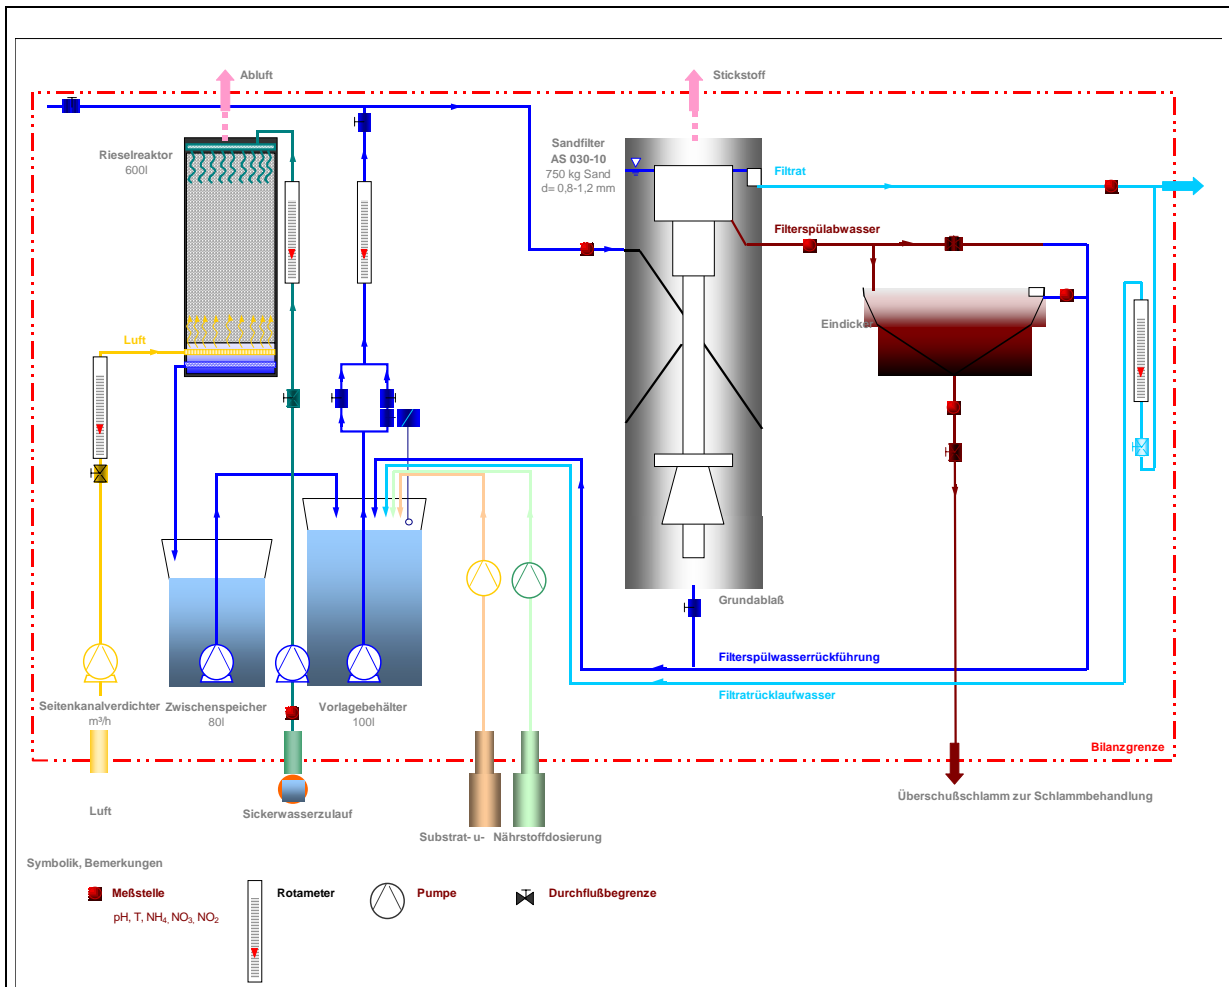 Abluft
Stickstoff
Rieselreaktor
600l
Sandfilter
AS 030-10
750 kg Sand
d= 0,8-1,2 mm
Filtrat
Filterspülabwasser
Eindicker
Luft
Grundablaß
Filterspülwasserrückführung
Filtratrücklaufwasser
Seitenkanalverdichter
m³/h
Zwischenspeicher
80l
Vorlagebehälter
100l
Bilanzgrenze
Luft
Sickerwasserzulauf
Substrat- u- Nährstoffdosierung
Überschußschlamm zur Schlammbehandlung
Symbolik, Bemerkungen
Meßstelle
pH, T, NH₄, NO₃, NO₂
Rotameter
Pumpe
Durchflußbegrenze